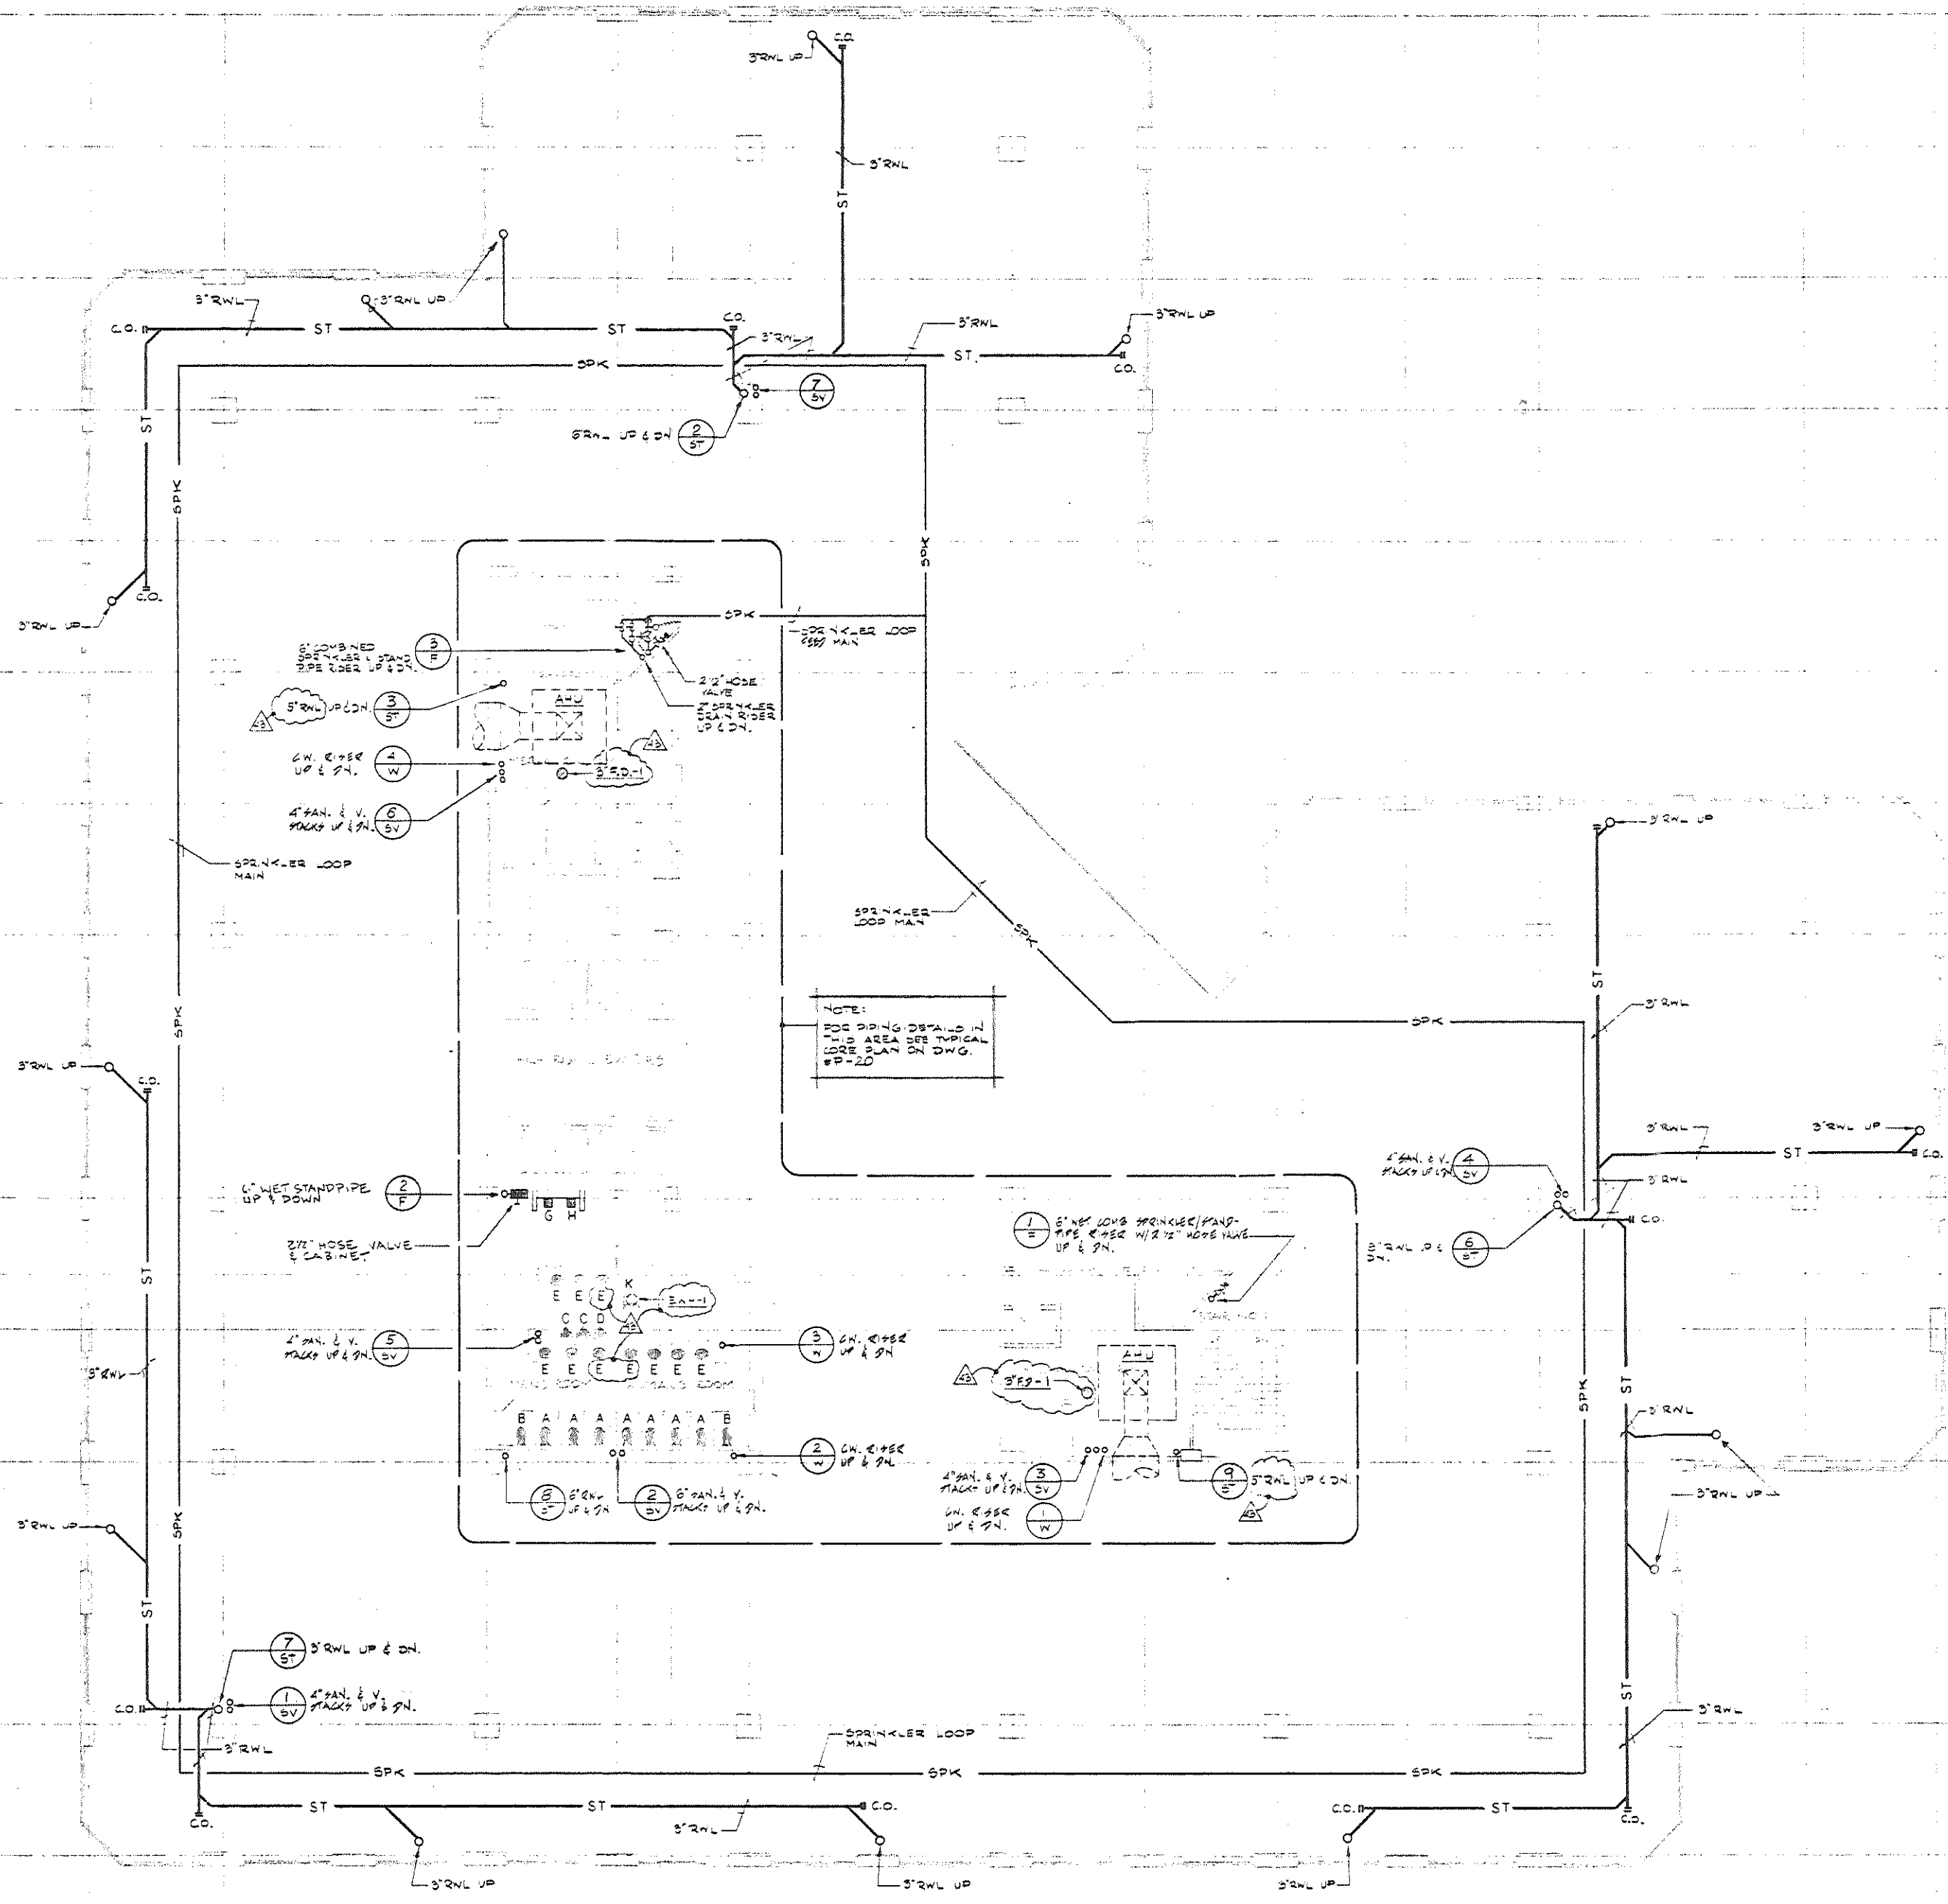 C.O.
3"RWL UP
3"RWL
ST
3"RWL
3"RWL UP
C.O.
ST
ST
C.O.
3"RWL
3"RWL
3"RWL UP
ST
C.O.
SPK
7
SV
ST
UP & DN
2
ST
SPK
SPK
C.O.
3"RWL UP
SPK
SPRINKLER LOOP
MAIN
6" COMBINED
SPRINKLER & STAND
PIPE RISER UP & DN.
3
F
2 1/2" HOSE
VALVE
2" SPRINKLER
DRAIN RISER
UP & DN.
5"RWL UP & DN.
3
ST
AHU
CW. RISER
UP & DN.
4
W
3"F.D.-1
4" SAN. & V.
STACKS UP & DN.
6
SV
SPRINKLER LOOP
MAIN
3"RWL UP
SPRINKLER
LOOP MAIN
SPK
ST
NOTE:
FOR PIPING DETAILS IN
THIS AREA SEE TYPICAL
CORE PLAN ON DWG.
#P-20
3"RWL
SPK
SPK
3"RWL UP
C.O.
3"RWL
3"RWL UP
ST
C.O.
4" SAN. & V.
STACKS UP & DN.
4
SV
3"RWL
6" WET STANDPIPE
UP & DOWN
2
F
G H
2 1/2" HOSE VALVE
& CABINET
1
6" WET COMB SPRINKLER/STAND-
PIPE RISER W/2 1/2" HOSE VALVE
UP & DN.
C.O.
UP &
DN.
6
ST
ST
K
E E E
C C D
4" SAN. & V.
STACKS UP & DN.
5
SV
E E E E E E E
3
W
CW. RISER
UP & DN
AHU
3"F.D-1
3"RWL
SPK
ST
3"RWL
B A A A A A A A B
2
W
CW. RISER
UP & DN.
8
ST
6"RWL
UP & DN
2
SV
6" SAN. & V.
STACKS UP & DN.
4" SAN. & V.
STACKS UP & DN.
3
SV
CW. RISER
UP & DN.
1
W
9
ST
5"RWL UP & DN.
3"RWL UP
3"RWL UP
SPK
ST
7
ST
3"RWL UP & DN.
1
SV
4" SAN. & V.
STACKS UP & DN.
C.O.
3"RWL
ST
3"RWL
SPRINKLER LOOP
MAIN
SPK
SPK
SPK
C.O.
ST
ST
C.O.
3"RWL
C.O.
ST
C.O.
3"RWL UP
3"RWL UP
3"RWL UP